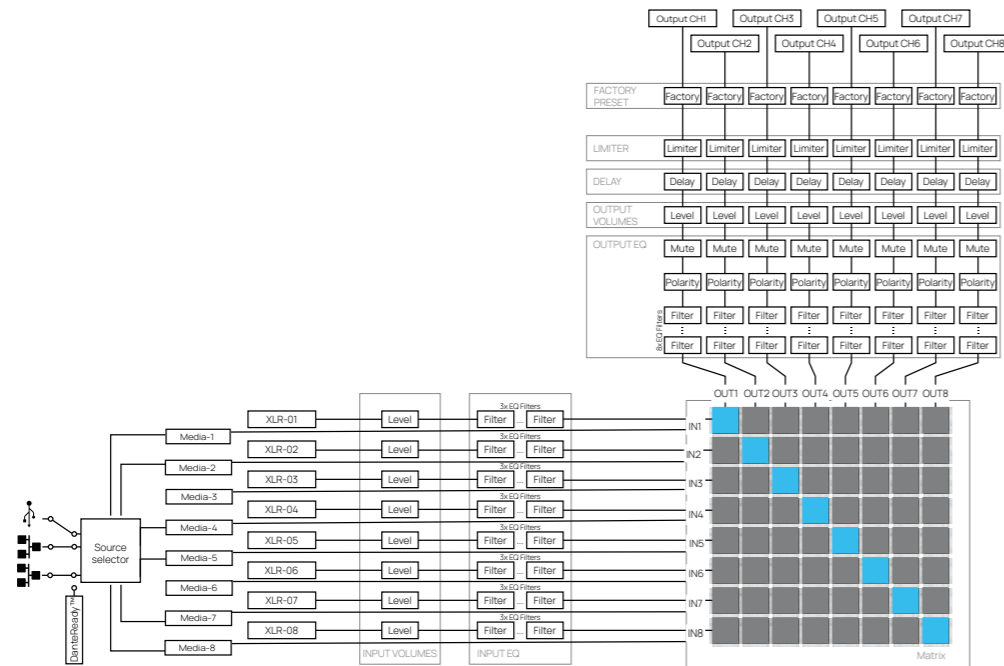 Output CH1 Output CH3 Output CH5 Output CH7
Output CH2 Output CH4 Output CH6 Output CH8
FACTORY
PRESET
Factory Factory Factory Factory Factory Factory Factory Factory
LIMITER Limiter Limiter Limiter Limiter Limiter Limiter Limiter Limiter
DELAY Delay Delay Delay Delay Delay Delay Delay Delay
OUTPUT
VOLUMES
Level Level Level Level Level Level Level Level
OUTPUT EQ Mute Mute Mute Mute Mute Mute Mute Mute
Polarity Polarity Polarity Polarity Polarity Polarity Polarity Polarity
8x EQ Filters
Filter Filter Filter Filter Filter Filter Filter Filter
Filter Filter Filter Filter Filter Filter Filter Filter
OUT1 OUT2 OUT3 OUT4 OUT5 OUT6 OUT7 OUT8
3x EQ Filters
XLR-01 Level Filter ... Filter IN1
Media-1
3x EQ Filters
XLR-02 Level Filter ... Filter IN2
Media-2
3x EQ Filters
XLR-03 Level Filter ... Filter IN3
Media-3
3x EQ Filters
XLR-04 Level Filter ... Filter IN4
Media-4
3x EQ Filters
XLR-05 Level Filter ... Filter IN5
Source
selector
Media-5
3x EQ Filters
XLR-06 Level Filter ... Filter IN6
Media-6
3x EQ Filters
XLR-07 Level Filter ... Filter IN7
Media-7
3x EQ Filters
XLR-08 Level Filter ... Filter IN8
Media-8
DanteReady™
INPUT VOLUMES INPUT EQ Matrix